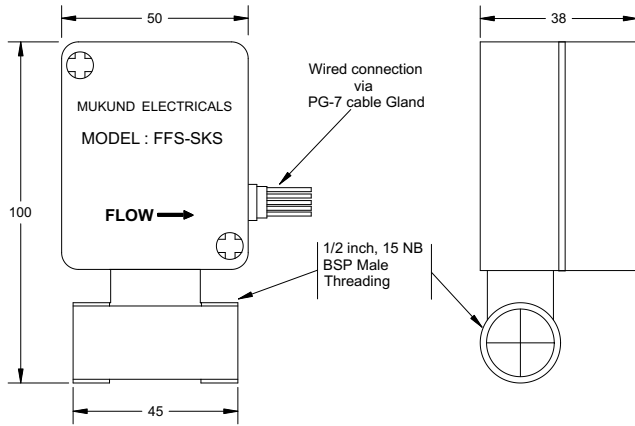 50
38
Wired connection
via
PG-7 cable Gland
MUKUND ELECTRICALS
MODEL : FFS-SKS
100
FLOW
1/2 inch, 15 NB
BSP Male
Threading
45